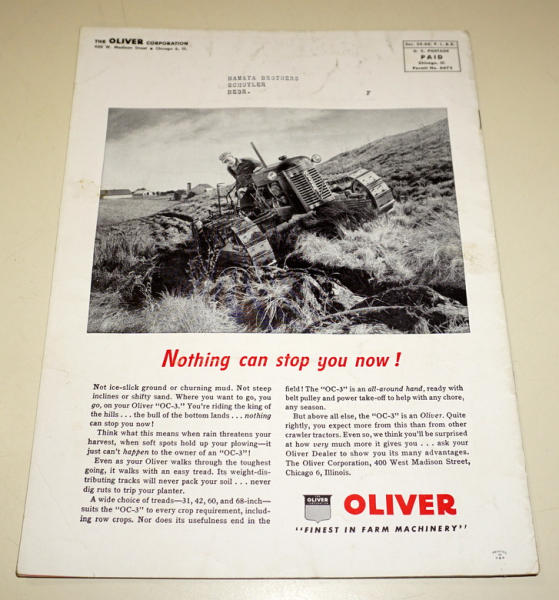 THE OLIVER CORPORATION
400 W. Madison Street • Chicago 6, Ill.
Sec. 34.66, P. L. & R.
U. S. POSTAGE
PAID
Chicago, Ill.
Permit No.
BROTHERS
SCHUYLER
NEBR.
F
Nothing can stop you now!
Not ice-slick ground or churning mud. Not steep
inclines or shifty sand. Where you want to go, you
go, on your Oliver "OC-3." You're riding the king of
the hills . . . the bull of the bottom lands . . . nothing
can stop you now!
Think what this means when rain threatens your
harvest, when soft spots hold up your plowing—it
just can't happen to the owner of an "OC-3"!
Even as your Oliver walks through the toughest
going, it walks with an easy tread. Its weight-dis-
tributing tracks will never pack your soil . . . never
dig ruts to trip your planter.
A wide choice of treads—31, 42, 60, and 68-inch—
suits the "OC-3" to every crop requirement, includ-
ing row crops. Nor does its usefulness end in the
field! The "OC-3" is an all-around hand, ready with
belt pulley and power take-off to help with any chore,
any season.
But above all else, the "OC-3" is an Oliver. Quite
rightly, you expect more from this than from other
crawler tractors. Even so, we think you'll be surprised
at how very much more it gives you . . . ask your
Oliver Dealer to show you its many advantages.
The Oliver Corporation, 400 West Madison Street,
Chicago 6, Illinois.
OLIVER
OLIVER
"FINEST IN FARM MACHINERY"
PRINTED
IN
U S A